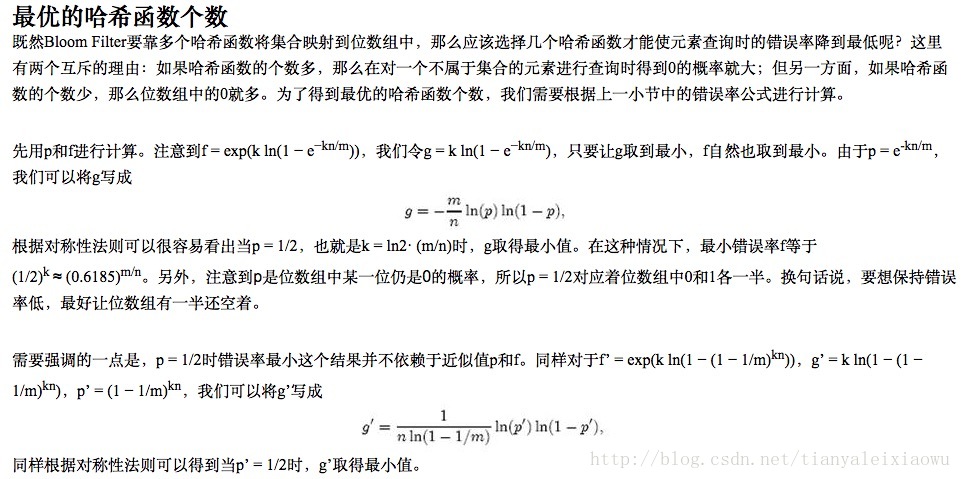 最优的哈希函数个数
既然Bloom Filter要靠多个哈希函数将集合映射到位数组中，那么应该选择几个哈希函数才能使元素查询时的错误率降到最低呢？这里
有两个互斥的理由：如果哈希函数的个数多，那么在对一个不属于集合的元素进行查询时得到0的概率就大；但另一方面，如果哈希函
数的个数少，那么位数组中的0就多。为了得到最优的哈希函数个数，我们需要根据上一小节中的错误率公式进行计算。
先用p和f进行计算。注意到f = exp(k ln(1 − e^−kn/m))，我们令g = k ln(1 − e^−kn/m)，只要让g取到最小，f自然也取到最小。由于p = e^-kn/m，
我们可以将g写成
g = −m/n ln(p) ln(1 − p),
根据对称性法则可以很容易看出当p = 1/2，也就是k = ln2· (m/n)时，g取得最小值。在这种情况下，最小错误率f等于
(1/2)^k ≈ (0.6185)^m/n。另外，注意到p是位数组中某一位仍是0的概率，所以p = 1/2对应着位数组中0和1各一半。换句话说，要想保持错误
率低，最好让位数组有一半还空着。
需要强调的一点是，p = 1/2时错误率最小这个结果并不依赖于近似值p和f。同样对于f’ = exp(k ln(1 − (1 − 1/m)^kn))，g’ = k ln(1 − (1 −
1/m)^kn)，p’ = (1 − 1/m)^kn，我们可以将g’写成
g′ = 1/(n ln(1 − 1/m)) ln(p′) ln(1 − p′),
同样根据对称性法则可以得到当p’ = 1/2时，g’取得最小值。
http://blog.csdn.net/tianyaleixiaowu